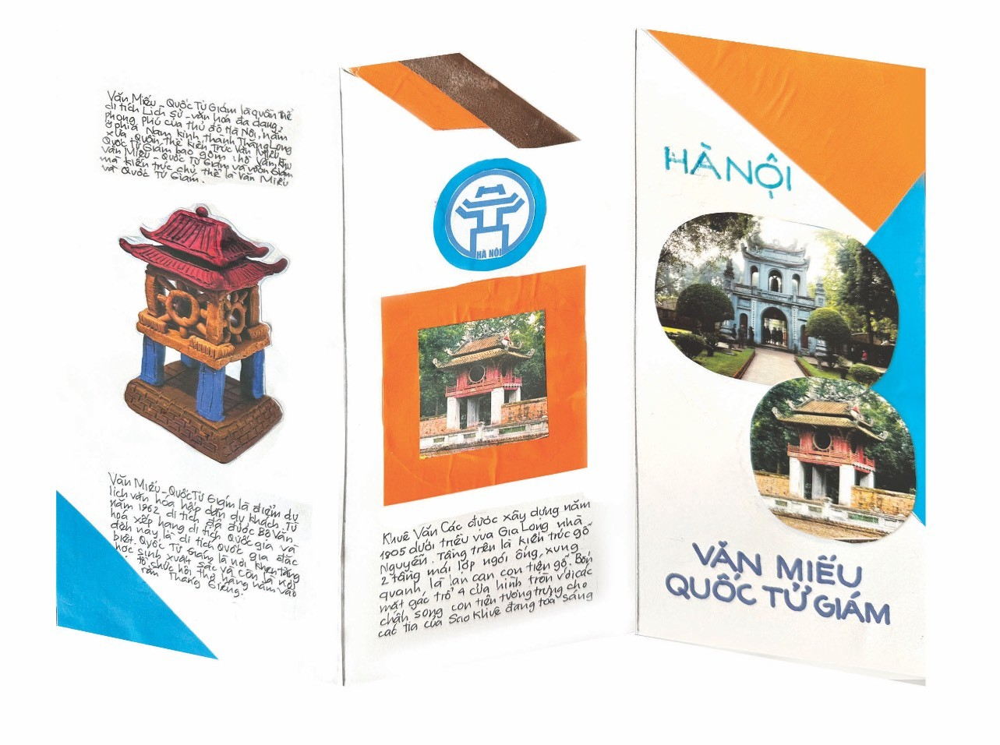 Văn Miếu - Quốc Tử Giám là quần thể
di tích Lịch sử - văn hóa đa dạng,
phong phú của thủ đô Hà Nội, nằm
ở phía Nam kinh thành Thăng Long
xưa. Quần thể kiến trúc Văn Miếu
Quốc Tử Giám bao gồm: hồ Văn, khu
Văn Miếu - Quốc Tử Giám và vườn Giám
mà kiến trúc chủ thể là Văn Miếu
và Quốc Tử Giám.
Văn Miếu - Quốc Tử Giám là điểm du
lịch văn hóa hấp dẫn du khách. Từ
năm 1962 di tích đã được Bộ Văn
hoá xếp hạng di tích Quốc gia và
đến nay là di tích Quốc gia đặc
biệt. Quốc Tử Giám là nơi khen tặng
học sinh xuất sắc và còn là nơi
tổ chức hội thơ hàng năm vào
rằm Tháng Giêng.
HÀ NỘI
Khuê Văn Các được xây dựng năm
1805 dưới triều vua Gia Long nhà
Nguyễn. Tầng trên là kiến trúc gỗ
2 tầng mái lớp ngói ống, xung
quanh, là lan can con tiện gỗ. Bốn
mặt gác trổ 4 cửa hình tròn với các
chấn song con tiện tượng trưng cho
các tia của Sao Khuê đang toả sáng
HÀ NỘI
VĂN MIẾU
QUỐC TỬ GIÁM